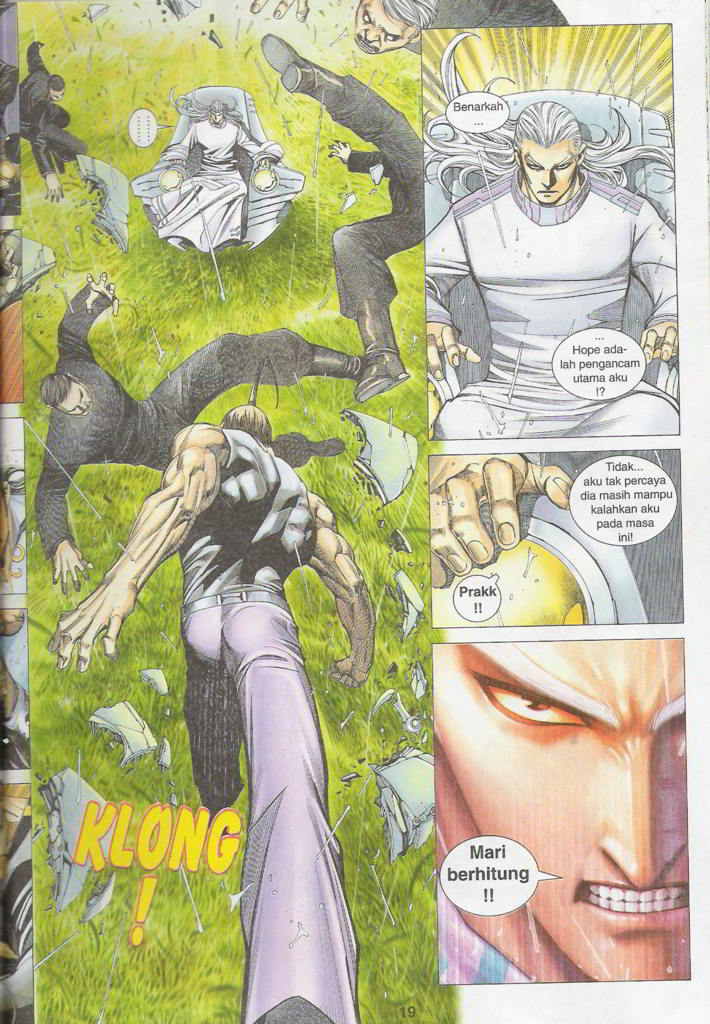 ......
Benarkah
...
...
Hope ada-
lah pengancam
utama aku
!?
Tidak...
aku tak percaya
dia masih mampu
kalahkan aku
pada masa
ini!
Prakk
!!
Mari
berhitung
!!
KLONG
!
19